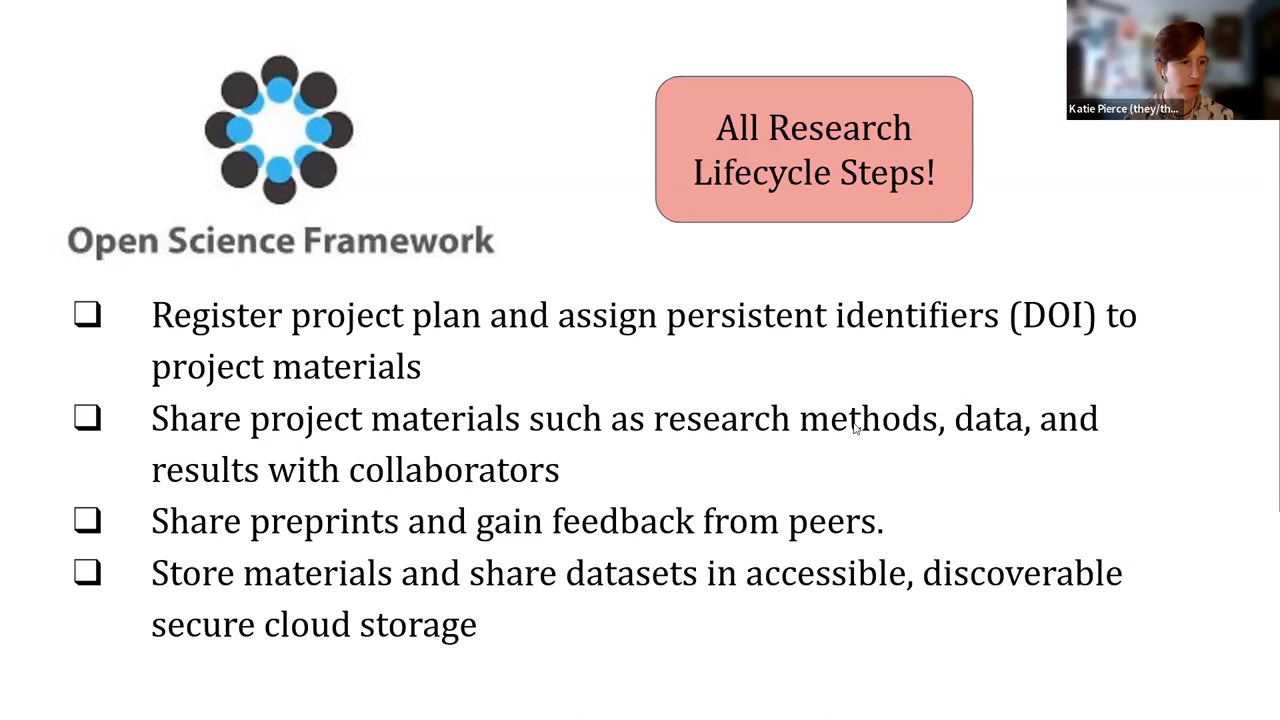 All Research
Lifecycle Steps!
Katie Pierce (they/th...
Open Science Framework
Register project plan and assign persistent identifiers (DOI) to
project materials
Share project materials such as research methods, data, and
results with collaborators
Share preprints and gain feedback from peers.
Store materials and share datasets in accessible, discoverable
secure cloud storage